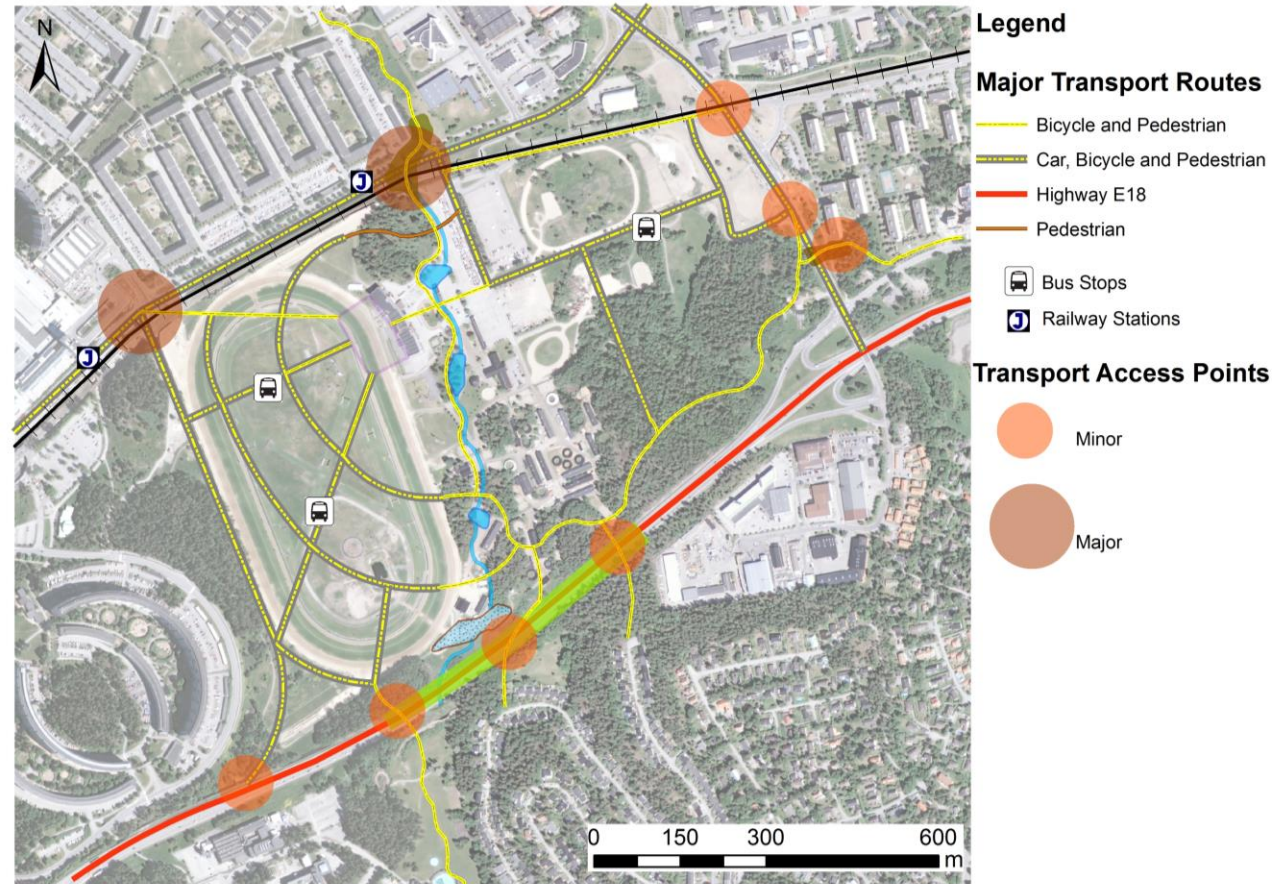 N
Legend
Major Transport Routes
Bicycle and Pedestrian
Car, Bicycle and Pedestrian
Highway E18
Pedestrian
Bus Stops
J Railway Stations
Transport Access Points
Minor
Major
J
J
0 150 300 600
m